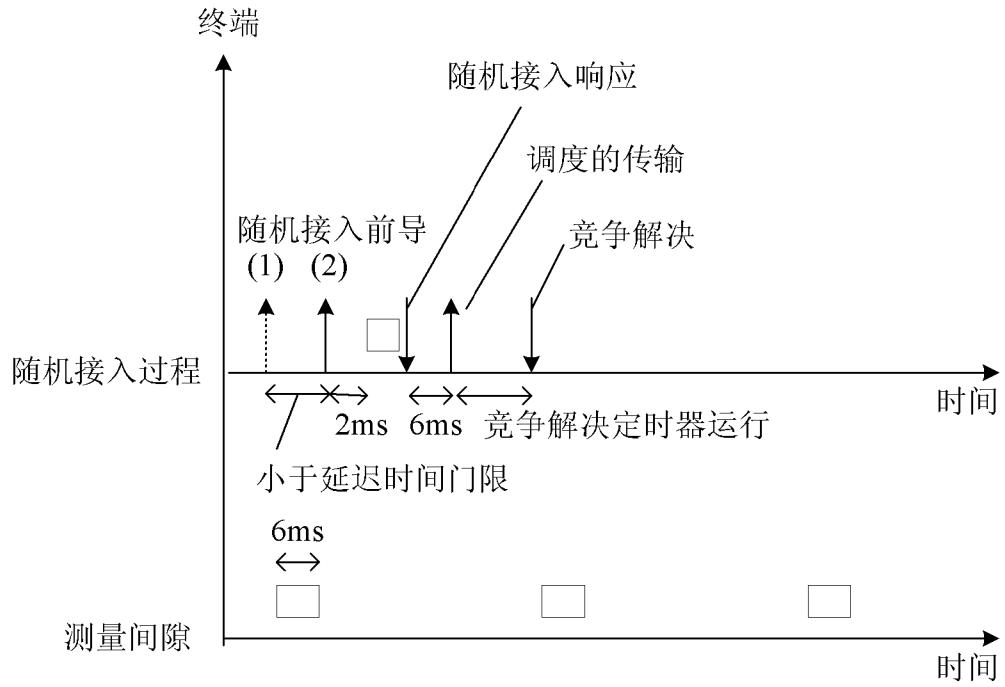 终端
随机接入响应
调度的传输
随机接入前导
竞争解决
(1)
(2)
随机接入过程
时间
2ms
6ms
竞争解决定时器运行
小于延迟时间门限
6ms
测量间隙
时间